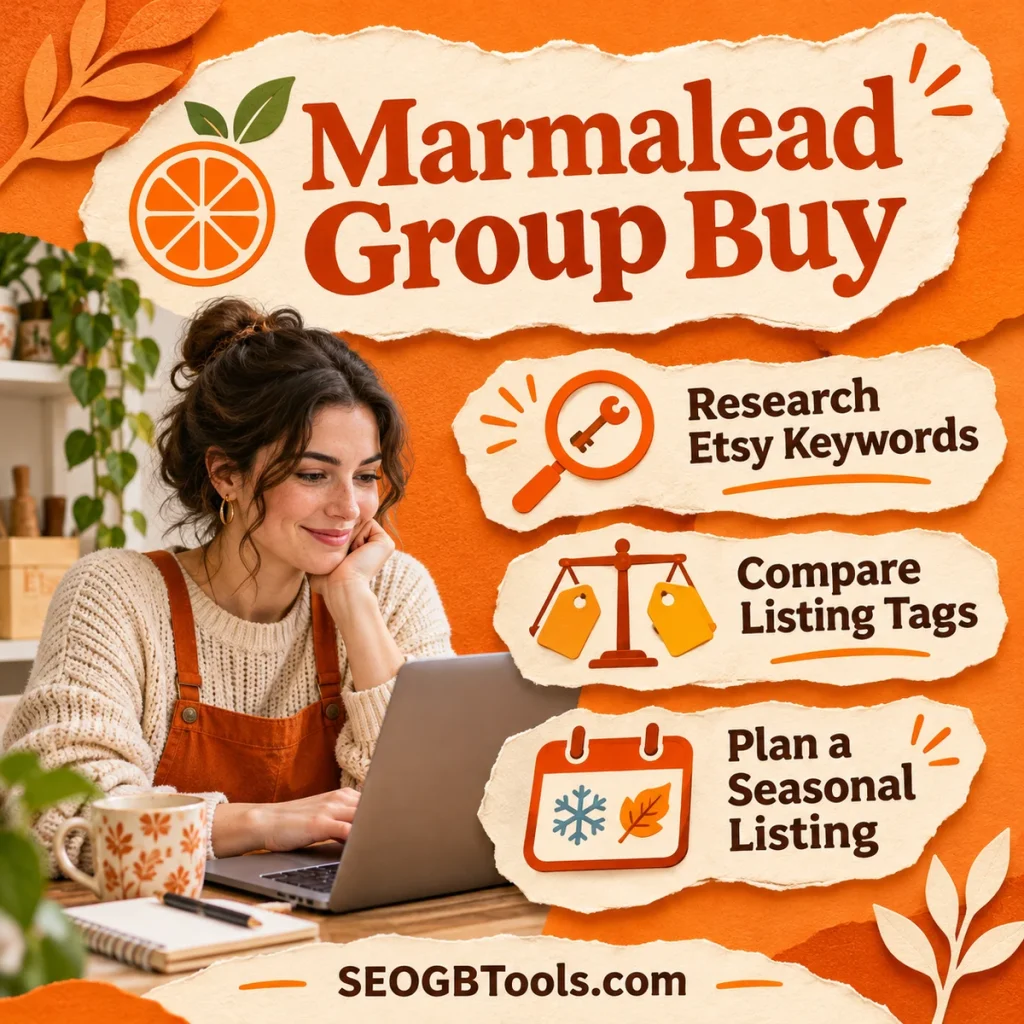 Marmalead
Group Buy
Research
Etsy Keywords
Compare
Listing Tags
Plan a
Seasonal
Listing
SEOGBTools.com